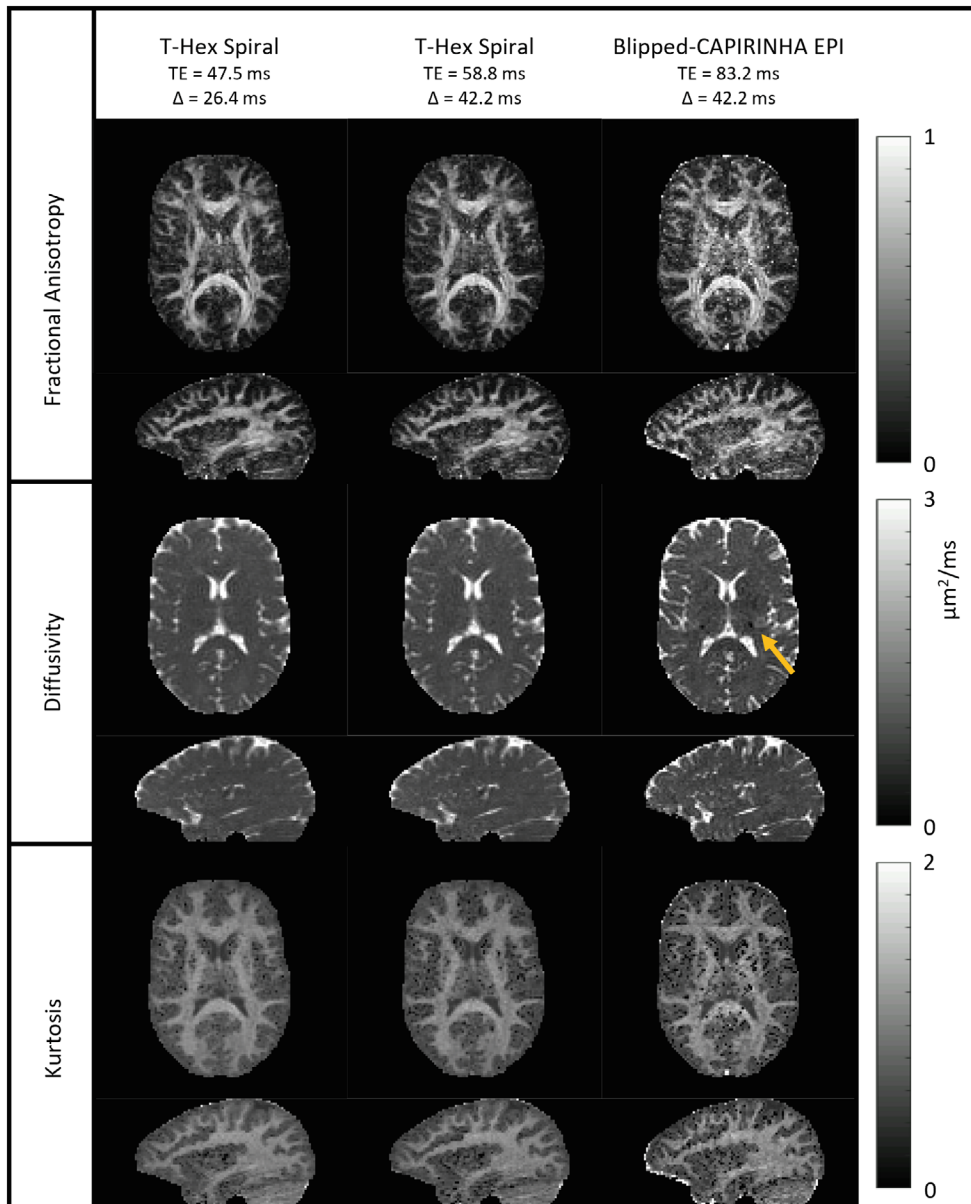 T-Hex Spiral
TE = 47.5 ms
Δ = 26.4 ms
T-Hex Spiral
TE = 58.8 ms
Δ = 42.2 ms
Blipped-CAPIRINHA EPI
TE = 83.2 ms
Δ = 42.2 ms
Fractional Anisotropy
1
0
Diffusivity
3
μm²/ms
0
Kurtosis
2
0